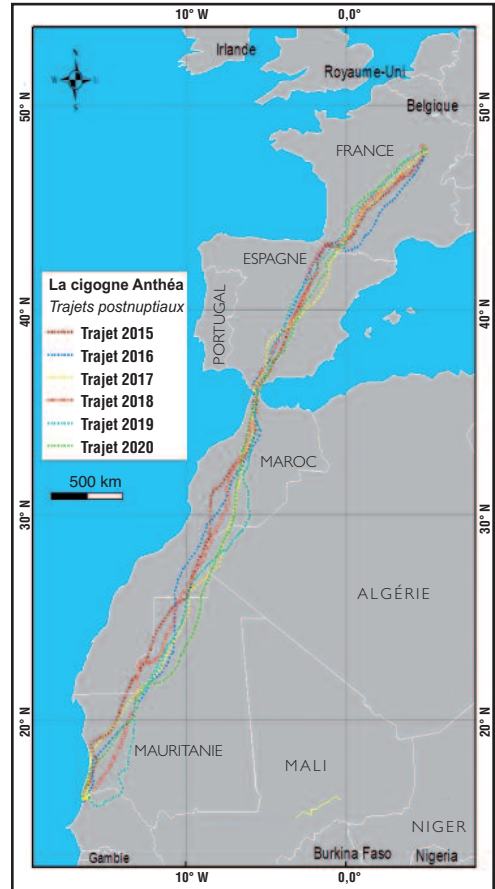 10° W
0,0°
Irlande
Royaume-Uni
N
W
E
S
50° N
50° N
Belgique
FRANCE
ESPAGNE
PORTUGAL
40° N
40° N
La cigogne Anthéa
Trajets postnuptiaux
Trajet 2015
Trajet 2016
Trajet 2017
Trajet 2018
Trajet 2019
Trajet 2020
500 km
MAROC
30° N
30° N
ALGÉRIE
20° N
20° N
MAURITANIE
MALI
NIGER
Gambie
Burkina Faso
Nigeria
10° W
0,0°